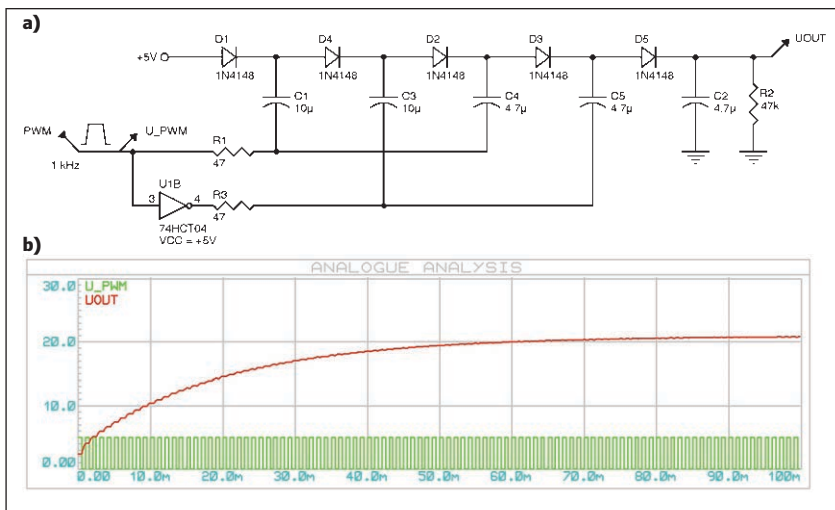 a)
D1 D4 D2 D3 D5 UOUT
+5V
1N4148 1N4148 1N4148 1N4148 1N4148
C1 C3 C4 C5 C2 R2
10µ 10µ 4.7µ 4.7µ 4.7µ 47k
PWM U_PWM R1
1 kHz 47
U1B
3 4 R3
47
74HCT04
VCC = +5V
b)
ANALOGUE ANALYSIS
30.0 U_PWM
UOUT
20.0
10.0
0.00
0.00 10.0m 20.0m 30.0m 40.0m 50.0m 60.0m 70.0m 80.0m 90.0m 100m